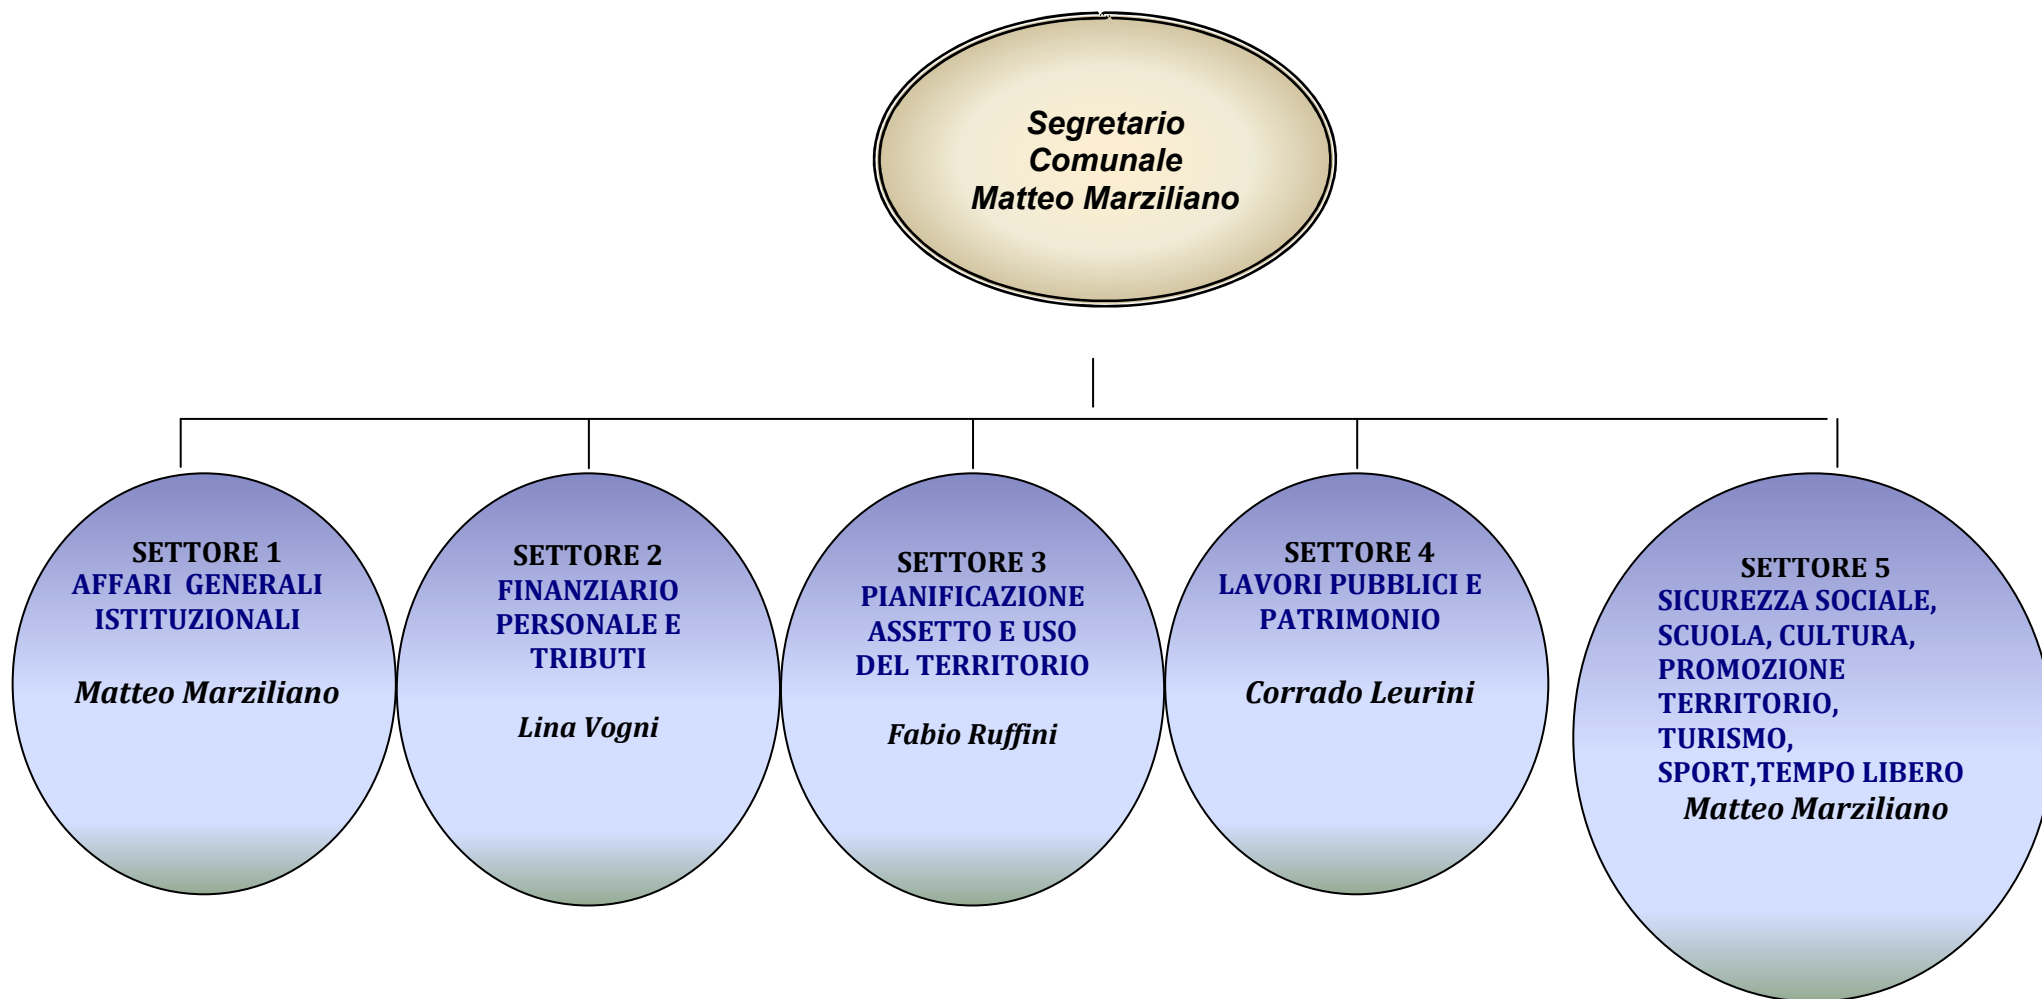 Segretario
Comunale
Matteo Marziliano
SETTORE 1
AFFARI GENERALI
ISTITUZIONALI
Matteo Marziliano
SETTORE 2
FINANZIARIO
PERSONALE E
TRIBUTI
Lina Vogni
SETTORE 3
PIANIFICAZIONE
ASSETTO E USO
DEL TERRITORIO
Fabio Ruffini
SETTORE 4
LAVORI PUBBLICI E
PATRIMONIO
Corrado Leurini
SETTORE 5
SICUREZZA SOCIALE,
SCUOLA, CULTURA,
PROMOZIONE
TERRITORIO,
TURISMO,
SPORT,TEMPO LIBERO
Matteo Marziliano